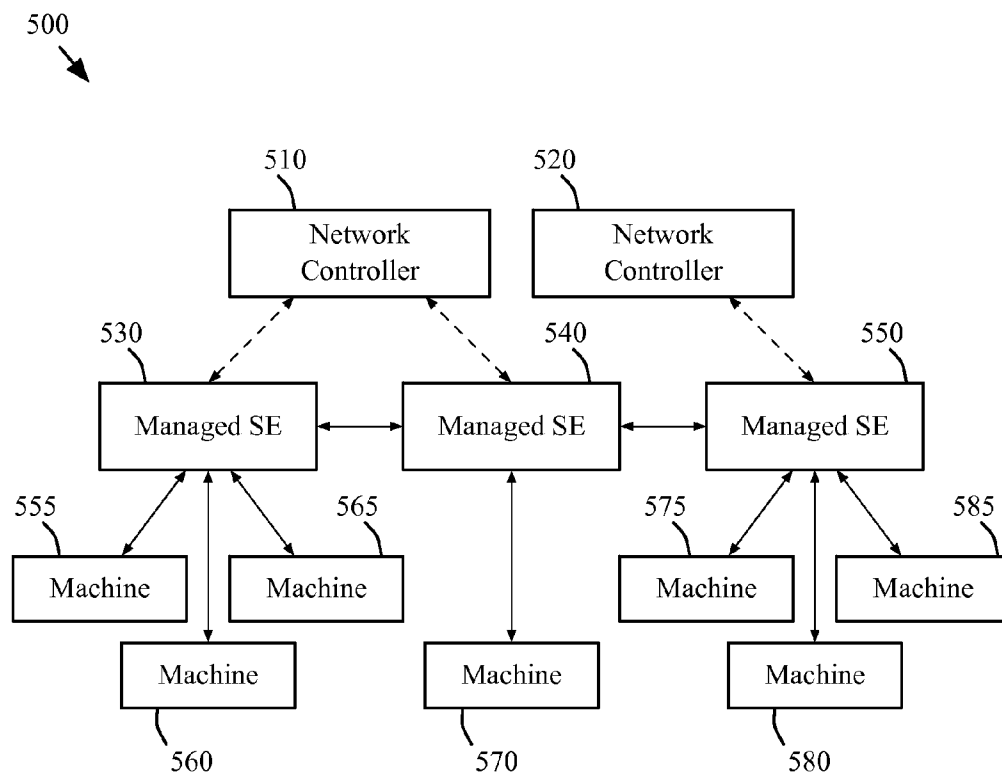 500
510
520
Network
Controller
Network
Controller
530
540
550
Managed SE
Managed SE
Managed SE
555
565
575
585
Machine
Machine
Machine
Machine
Machine
Machine
Machine
560
570
580